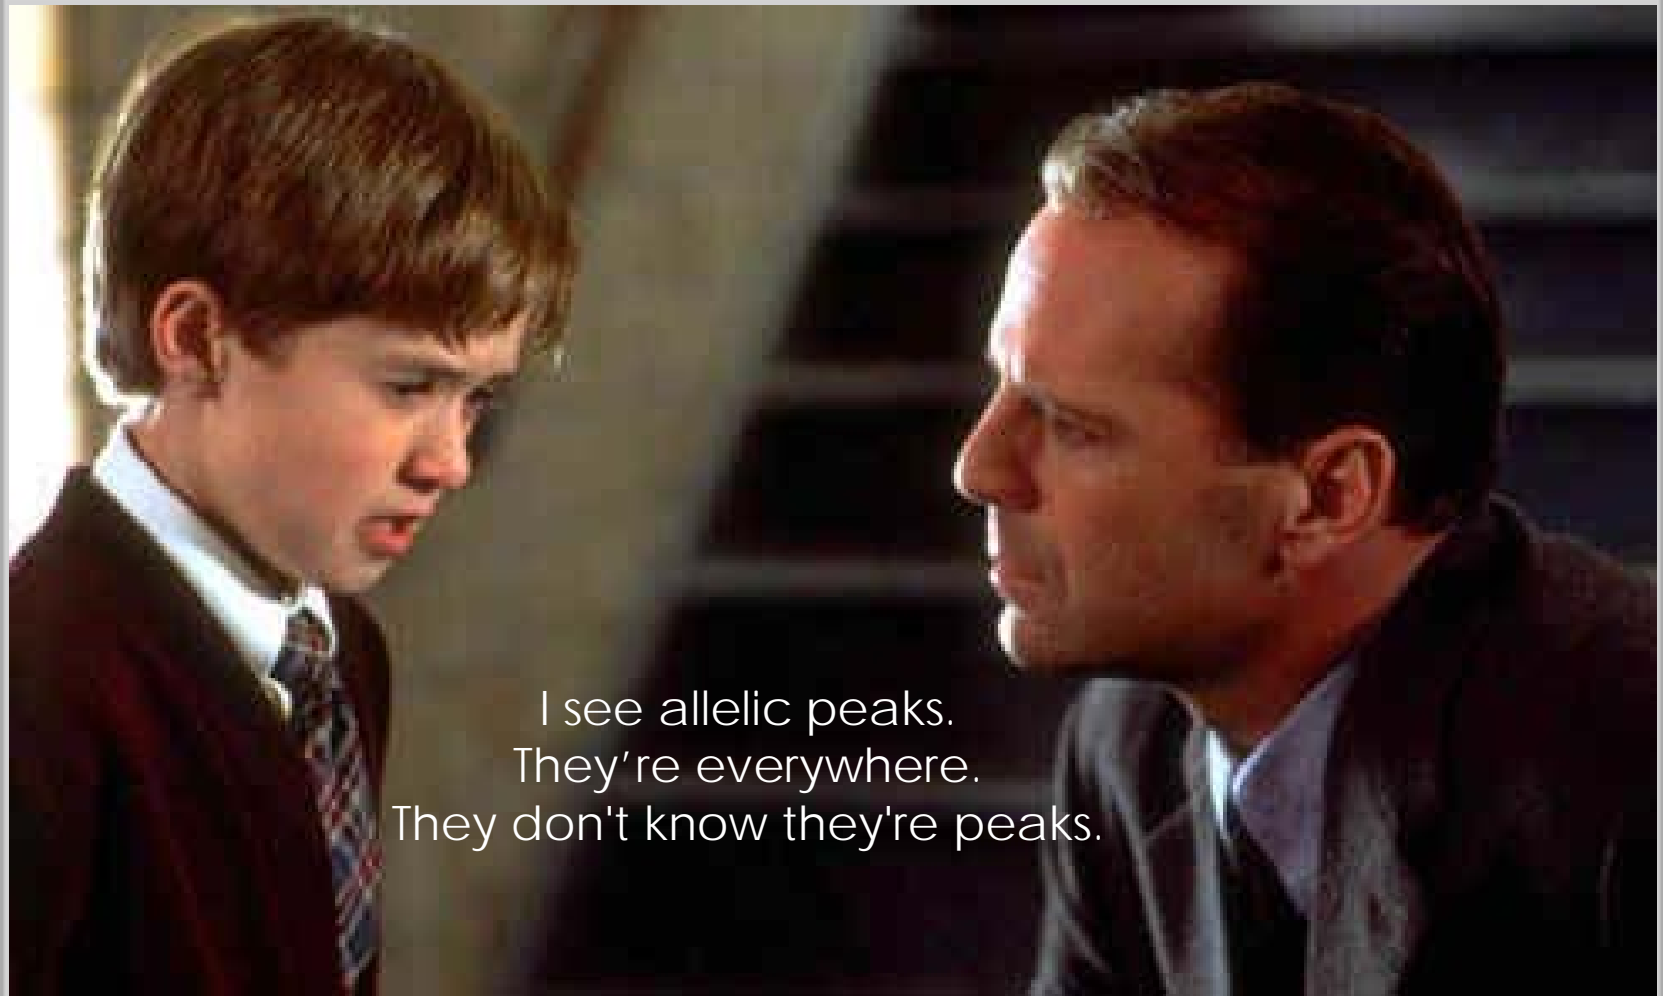 I see allelic peaks.
They’re everywhere.
They don't know they're peaks.